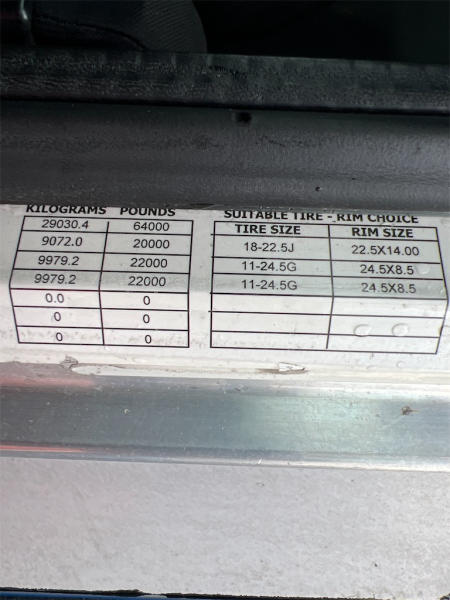 KILOGRAMS POUNDS
29030.4 64000
9072.0 20000
9979.2 22000
9979.2 22000
0.0 0
0 0
0 0
SUITABLE TIRE - RIM CHOICE
TIRE SIZE RIM SIZE
18-22.5J 22.5X14.00
11-24.5G 24.5X8.5
11-24.5G 24.5X8.5